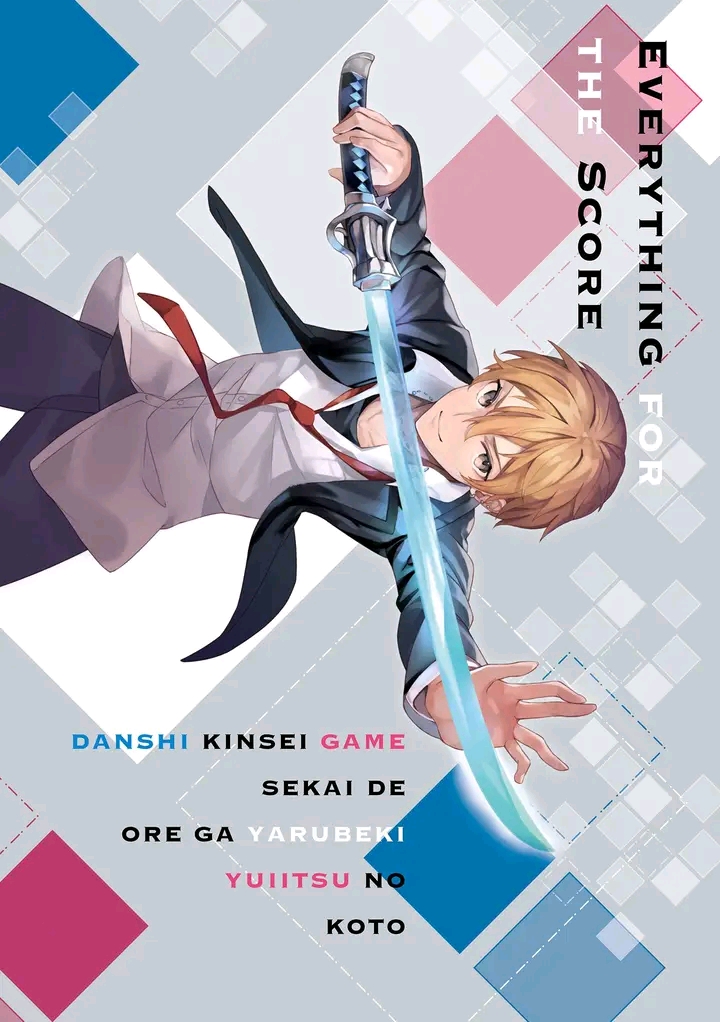 EVERYTHING FOR
THE SCORE
DANSHI KINSEI GAME
SEKAI DE
ORE GA YARUBEKI
YUIITSU NO
KOTO